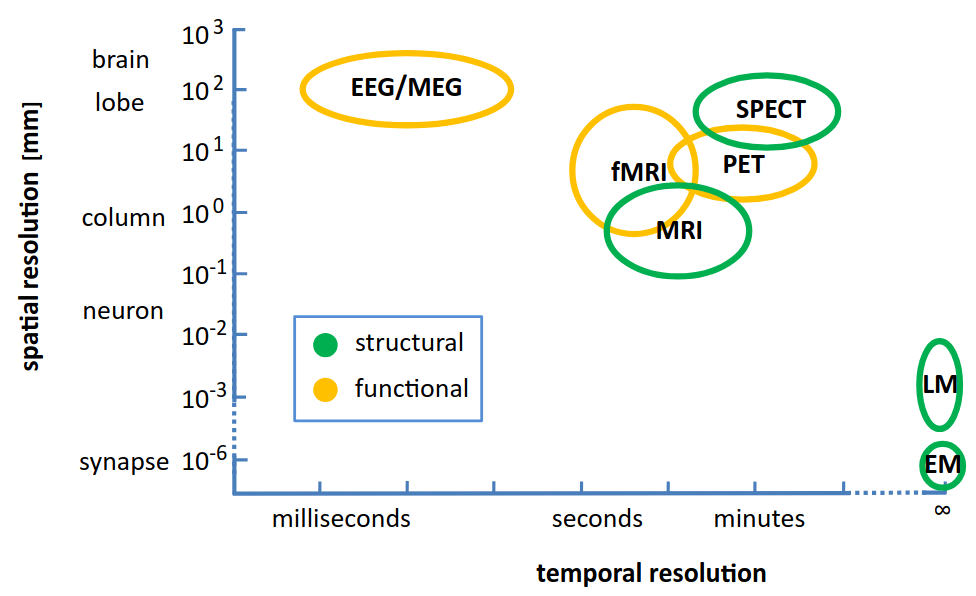 10³
brain
EEG/MEG
10²
lobe
SPECT
10¹
PET
fMRI
10⁰
column
MRI
10⁻¹
neuron
10⁻²
structural
functional
10⁻³
LM
synapse
10⁻⁶
EM
spatial resolution [mm]
milliseconds
seconds
minutes
∞
temporal resolution